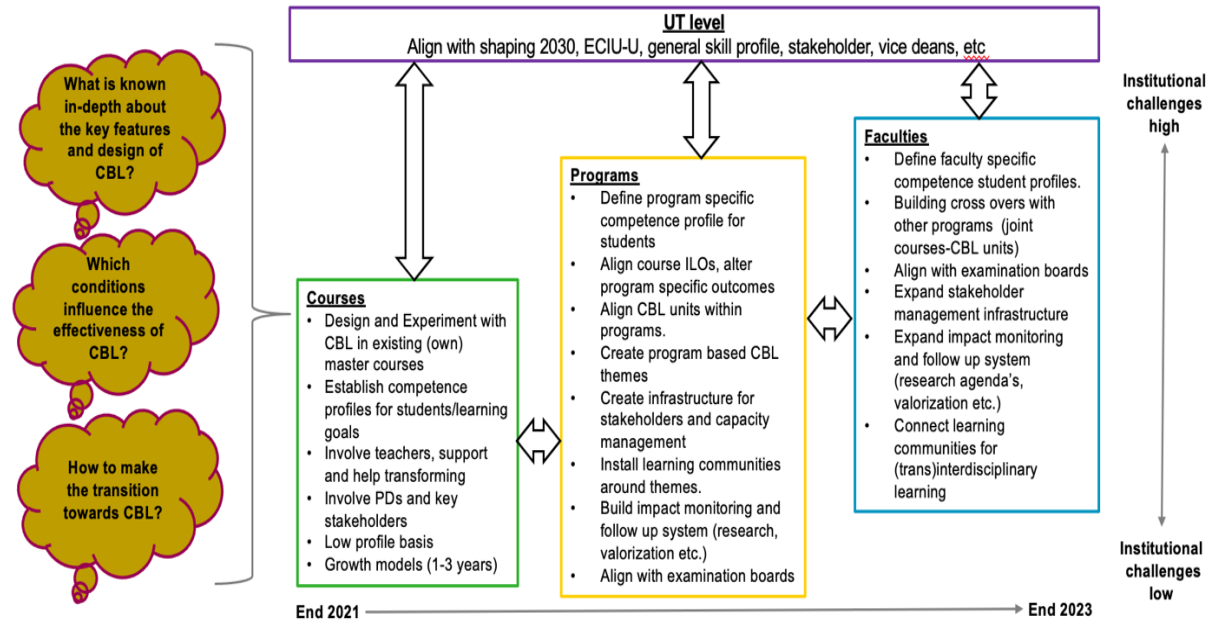 UT level
Align with shaping 2030, ECIU-U, general skill profile, stakeholder, vice deans, etc
What is known
in-depth about
the key features
and design of
CBL?
Which
conditions
influence the
effectiveness of
CBL?
How to make
the transition
towards CBL?
Courses
• Design and Experiment with
CBL in existing (own)
master courses
• Establish competence
profiles for students/learning
goals
• Involve teachers, support
and help transforming
• Involve PDs and key
stakeholders
• Low profile basis
• Growth models (1-3 years)
Programs
• Define program specific
competence profile for
students
• Align course ILOs, alter
program specific outcomes
• Align CBL units within
programs.
• Create program based CBL
themes
• Create infrastructure for
stakeholders and capacity
management
• Install learning communities
around themes.
• Build impact monitoring and
follow up system (research,
valorization etc.)
• Align with examination boards
Faculties
• Define faculty specific
competence student profiles.
• Building cross overs with
other programs (joint
courses-CBL units)
• Align with examination boards
• Expand stakeholder
management infrastructure
• Expand impact monitoring
and follow up system
(research agenda's,
valorization etc.)
• Connect learning
communities for
(trans)interdisciplinary
learning
Institutional
challenges
high
Institutional
challenges
low
End 2021
End 2023